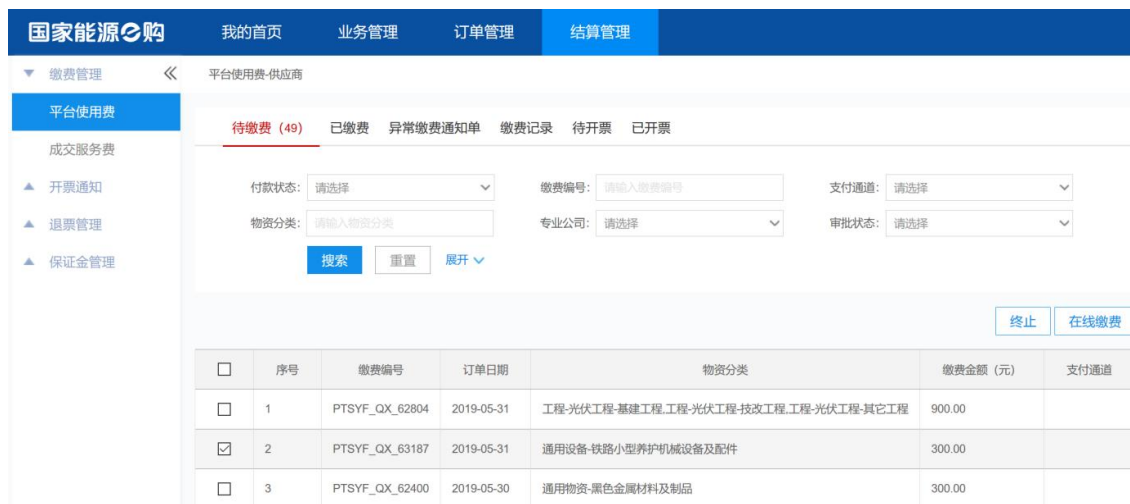 国家能源e购 我的首页 业务管理 订单管理 结算管理
缴费管理 平台使用费-供应商
平台使用费
待缴费（49） 已缴费 异常缴费通知单 缴费记录 待开票 已开票
成交服务费
开票通知 付款状态： 请选择 缴费编号： 请输入缴费编号 支付通道： 请选择
退票管理 物资分类： 请输入物资分类 专业公司： 请选择 审批状态： 请选择
保证金管理 搜索 重置 展开
终止 在线缴费
序号 缴费编号 订单日期 物资分类 缴费金额（元） 支付通道
1 PTSYF_QX_62804 2019-05-31 工程-光伏工程-基建工程,工程-光伏工程-技改工程,工程-光伏工程-其它工程 900.00
2 PTSYF_QX_63187 2019-05-31 通用设备-铁路小型养护机械设备及配件 300.00
3 PTSYF_QX_62400 2019-05-30 通用物资-黑色金属材料及制品 300.00